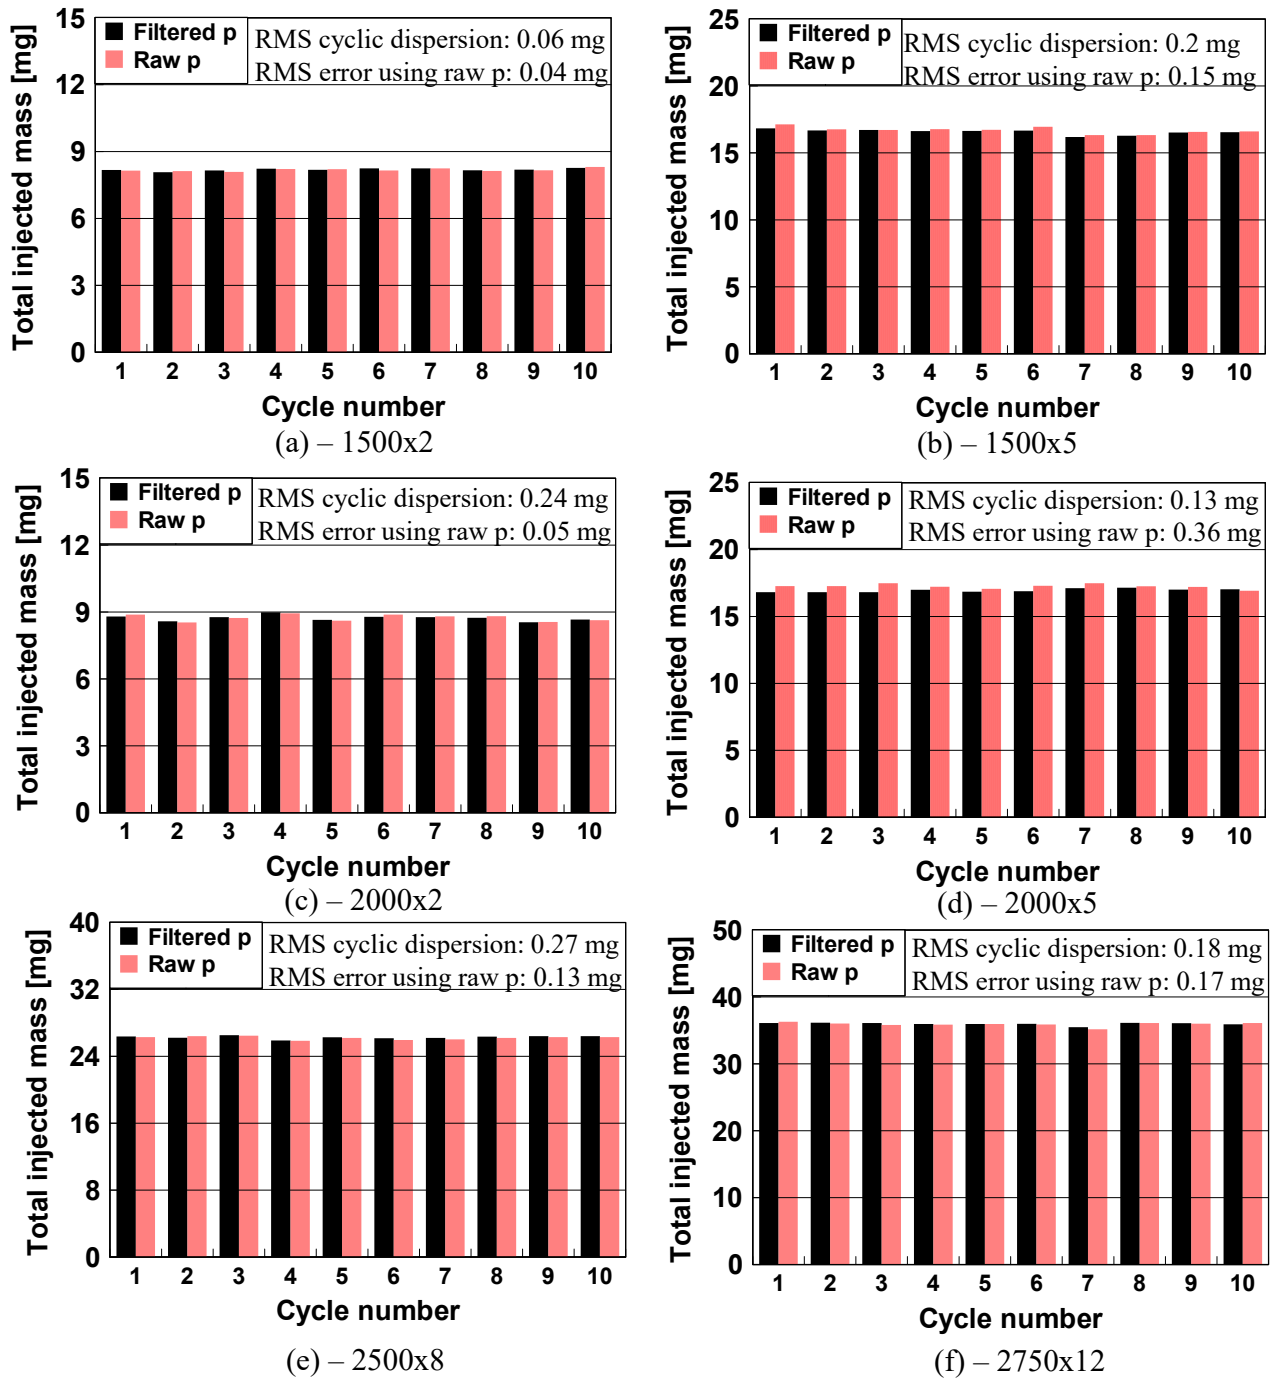 Total injected mass [mg]
15
12
9
6
3
0
Filtered p
Raw p
RMS cyclic dispersion: 0.06 mg
RMS error using raw p: 0.04 mg
1 2 3 4 5 6 7 8 9 10
Cycle number
(a) – 1500x2
Total injected mass [mg]
25
20
15
10
5
0
Filtered p
Raw p
RMS cyclic dispersion: 0.2 mg
RMS error using raw p: 0.15 mg
1 2 3 4 5 6 7 8 9 10
Cycle number
(b) – 1500x5
Total injected mass [mg]
15
12
9
6
3
0
Filtered p
Raw p
RMS cyclic dispersion: 0.24 mg
RMS error using raw p: 0.05 mg
1 2 3 4 5 6 7 8 9 10
Cycle number
(c) – 2000x2
Total injected mass [mg]
25
20
15
10
5
0
Filtered p
Raw p
RMS cyclic dispersion: 0.13 mg
RMS error using raw p: 0.36 mg
1 2 3 4 5 6 7 8 9 10
Cycle number
(d) – 2000x5
Total injected mass [mg]
40
32
24
16
8
0
Filtered p
Raw p
RMS cyclic dispersion: 0.27 mg
RMS error using raw p: 0.13 mg
1 2 3 4 5 6 7 8 9 10
Cycle number
(e) – 2500x8
Total injected mass [mg]
50
40
30
20
10
0
Filtered p
Raw p
RMS cyclic dispersion: 0.18 mg
RMS error using raw p: 0.17 mg
1 2 3 4 5 6 7 8 9 10
Cycle number
(f) – 2750x12